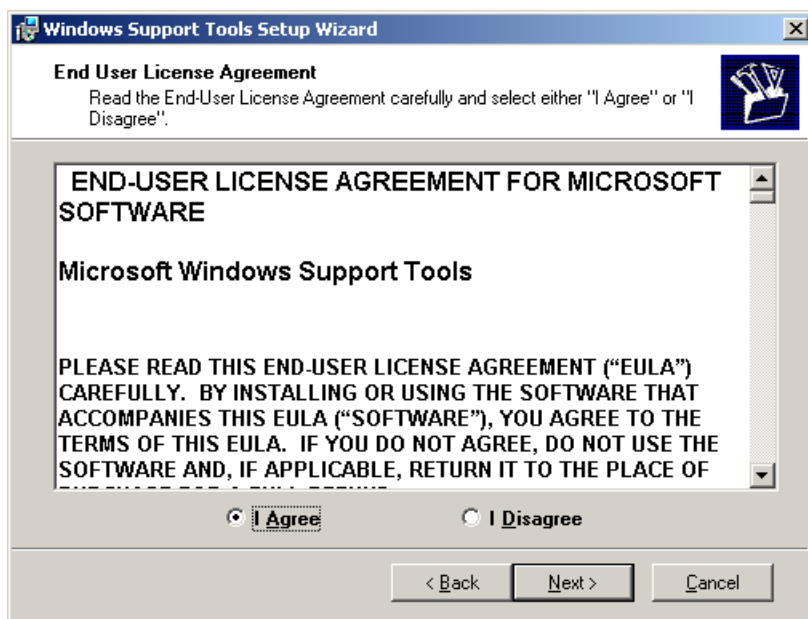 Windows Support Tools Setup Wizard
End User License Agreement
Read the End-User License Agreement carefully and select either "I Agree" or "I
Disagree".
END-USER LICENSE AGREEMENT FOR MICROSOFT
SOFTWARE
Microsoft Windows Support Tools
PLEASE READ THIS END-USER LICENSE AGREEMENT (“EULA”)
CAREFULLY. BY INSTALLING OR USING THE SOFTWARE THAT
ACCOMPANIES THIS EULA (“SOFTWARE”), YOU AGREE TO THE
TERMS OF THIS EULA. IF YOU DO NOT AGREE, DO NOT USE THE
SOFTWARE AND, IF APPLICABLE, RETURN IT TO THE PLACE OF
I Agree
I Disagree
< Back
Next >
Cancel